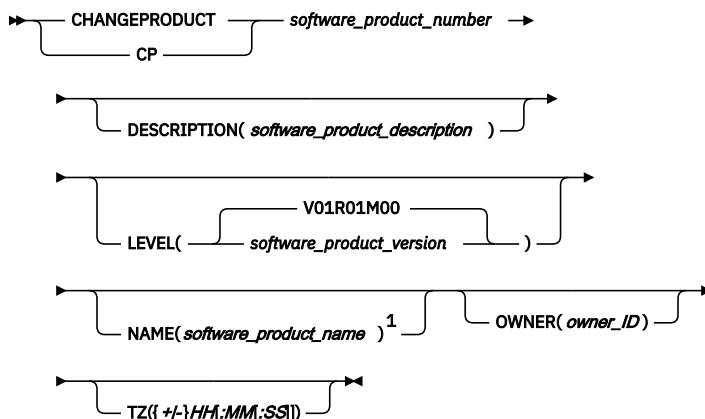 CHANGEPRODUCT software_product_number
CP
DESCRIPTION( software_product_description )
V01R01M00
LEVEL( software_product_version )
NAME( software_product_name )1 OWNER( owner_ID )
TZ({ +/-}HH[:MM[:SS]])